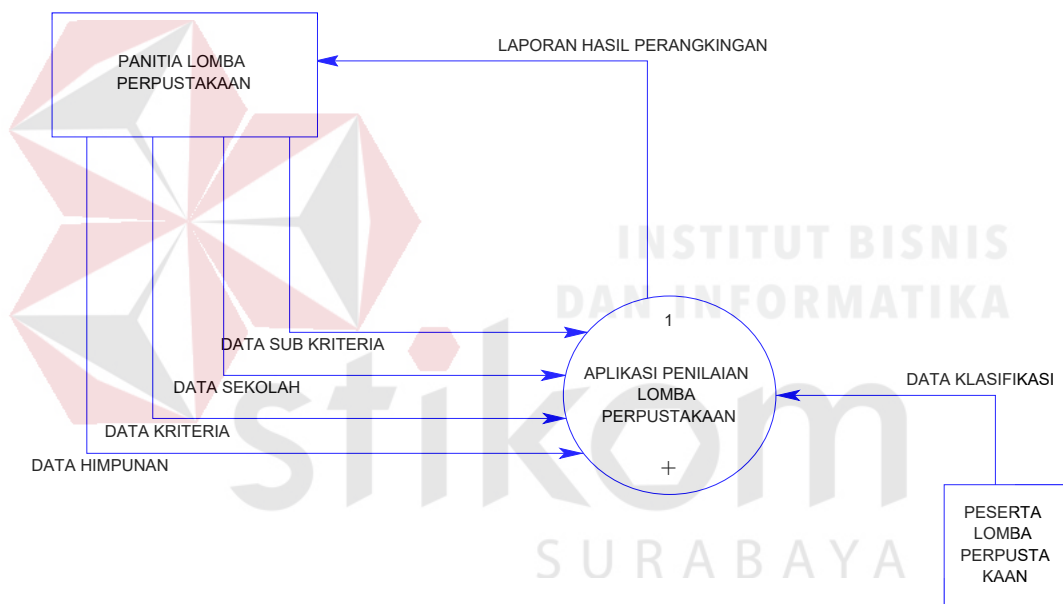 PANITIA LOMBA
PERPUSTAKAAN
LAPORAN HASIL PERANGKINGAN
INSTITUT BISNIS
DAN INFORMATIKA
1
APLIKASI PENILAIAN
LOMBA
PERPUSTAKAAN
+
DATA SUB KRITERIA
DATA SEKOLAH
DATA KRITERIA
DATA HIMPUNAN
DATA KLASIFIKASI
stikom
SURABAYA
PESERTA
LOMBA
PERPUSTA
KAAN